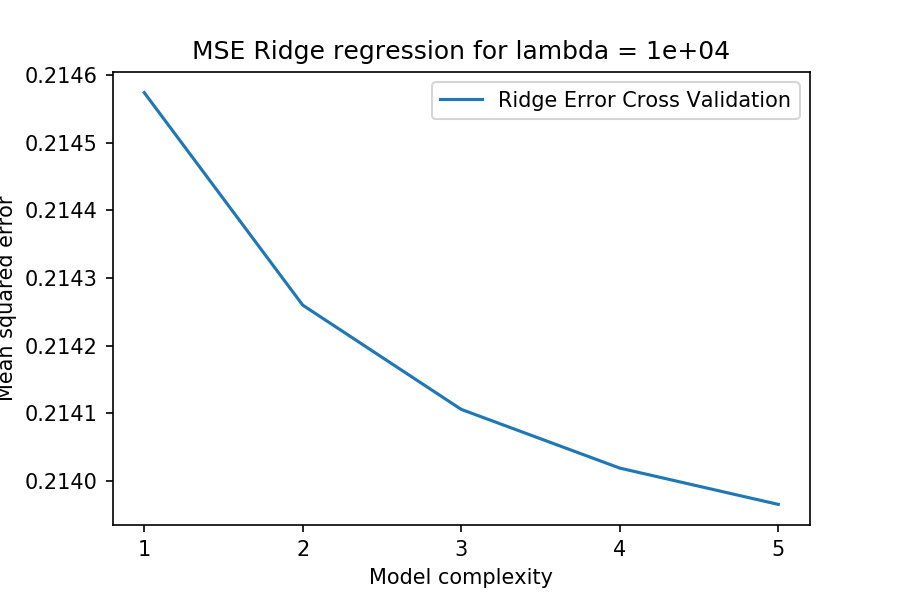 MSE Ridge regression for lambda = 1e+04
Ridge Error Cross Validation
0.2146
0.2145
0.2144
0.2143
0.2142
0.2141
0.2140
Mean squared error
1 2 3 4 5
Model complexity